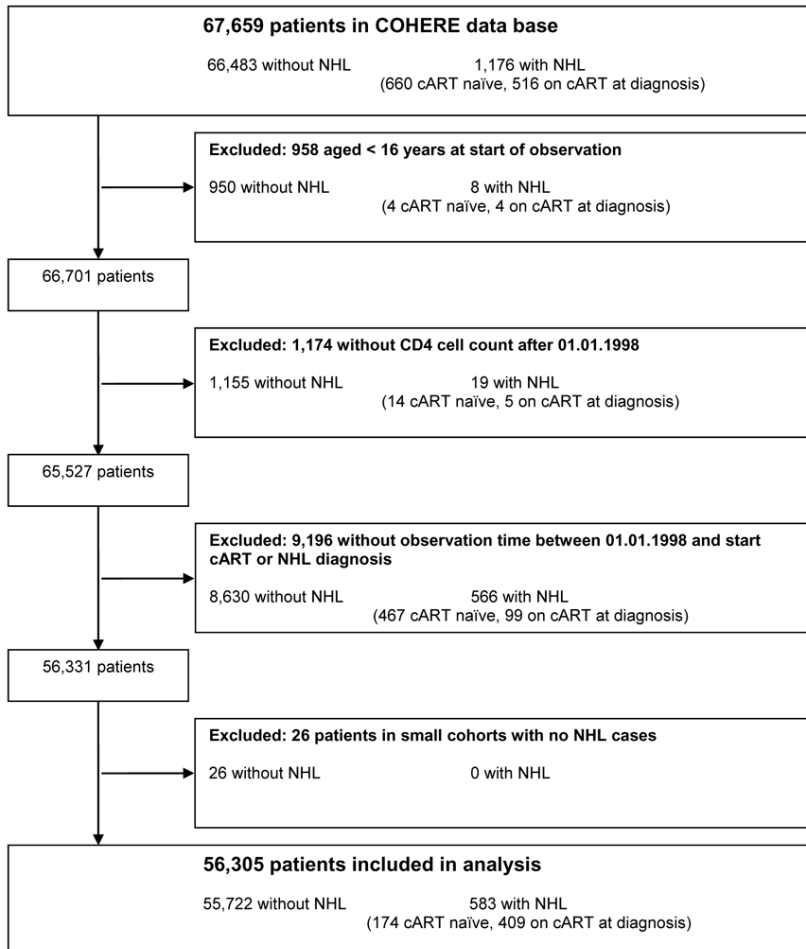 67,659 patients in COHERE data base
66,483 without NHL 1,176 with NHL
(660 cART naïve, 516 on cART at diagnosis)
Excluded: 958 aged < 16 years at start of observation
950 without NHL 8 with NHL
(4 cART naïve, 4 on cART at diagnosis)
66,701 patients
Excluded: 1,174 without CD4 cell count after 01.01.1998
1,155 without NHL 19 with NHL
(14 cART naïve, 5 on cART at diagnosis)
65,527 patients
Excluded: 9,196 without observation time between 01.01.1998 and start
cART or NHL diagnosis
8,630 without NHL 566 with NHL
(467 cART naïve, 99 on cART at diagnosis)
56,331 patients
Excluded: 26 patients in small cohorts with no NHL cases
26 without NHL 0 with NHL
56,305 patients included in analysis
55,722 without NHL 583 with NHL
(174 cART naïve, 409 on cART at diagnosis)